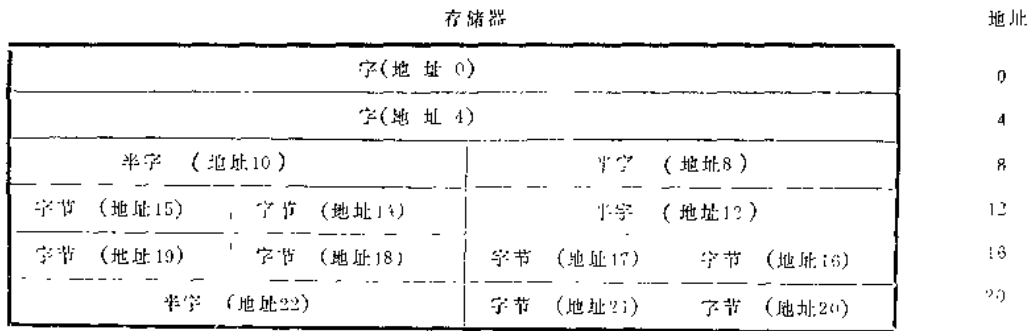 存储器 地址
字(地址 0) 0
字(地址 4) 4
半字 (地址10) 半字 (地址8) 8
字节 (地址15) 字节 (地址14) 半字 (地址12) 12
字节 (地址19) 字节 (地址18) 字节 (地址17) 字节 (地址16) 16
半字 (地址22) 字节 (地址21) 字节 (地址20) 20